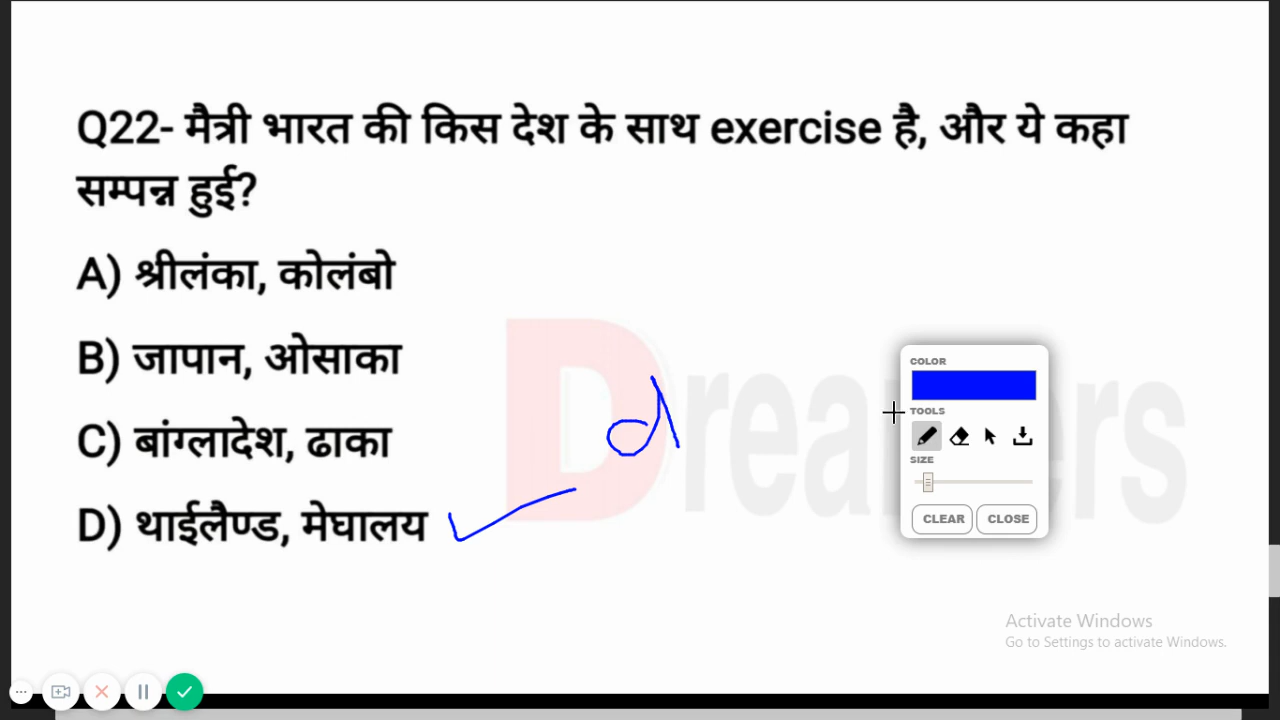 Q22- मैत्री भारत की किस देश के साथ exercise है, और ये कहा
सम्पन्न हुई?
A) श्रीलंका, कोलंबो
B) जापान, ओसाका
C) बांग्लादेश, ढाका
D) थाईलैण्ड, मेघालय
d
COLOR
TOOLS
SIZE
CLEAR CLOSE
Activate Windows
Go to Settings to activate Windows.